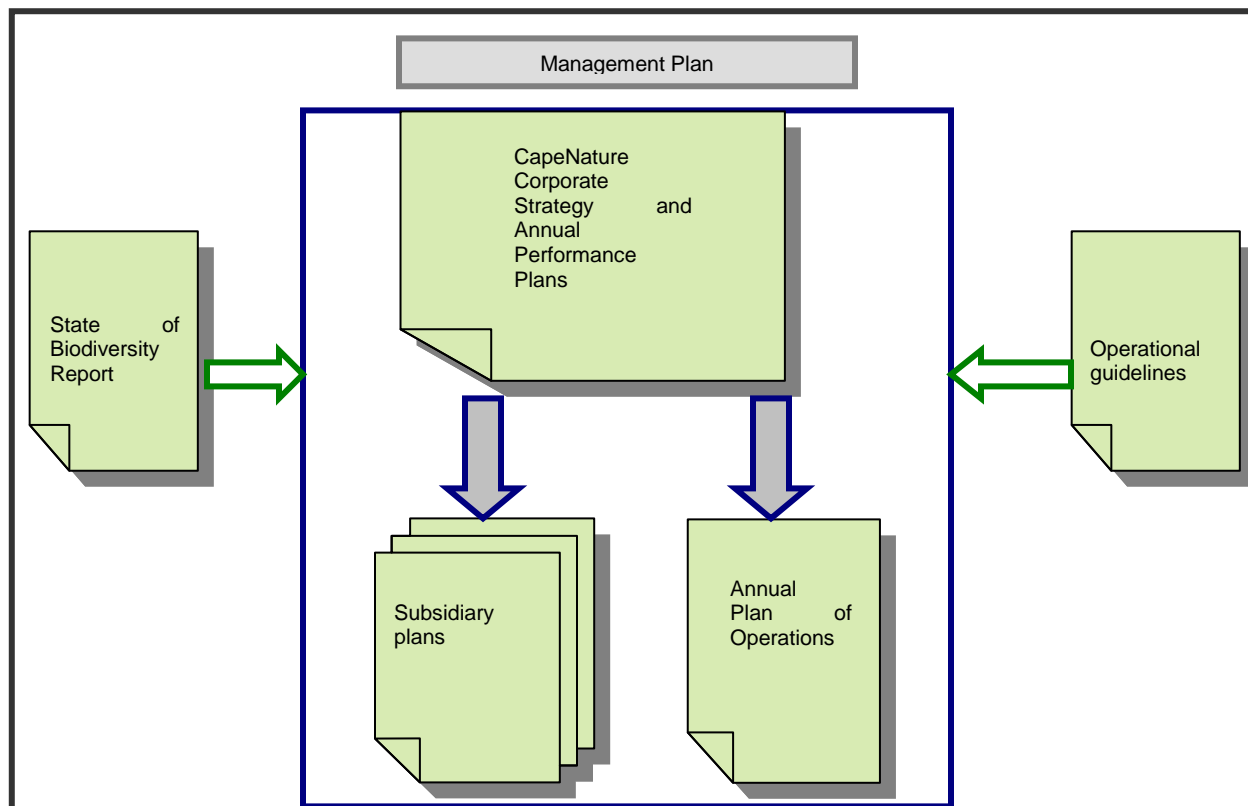 Management Plan
CapeNature
Corporate
Strategy and
Annual
Performance
Plans
State of
Biodiversity
Report
Operational
guidelines
Subsidiary
plans
Annual
Plan of
Operations